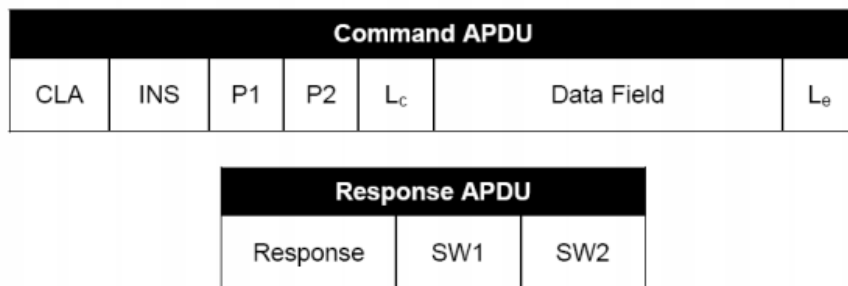 Command APDU
CLA INS P1 P2 Lc Data Field Le
Response APDU
Response SW1 SW2